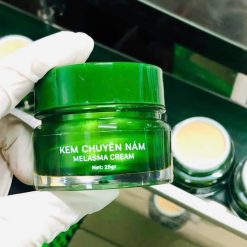 KEM CHUYÊN NÁM
MELASMA CREAM
Net: 25gr